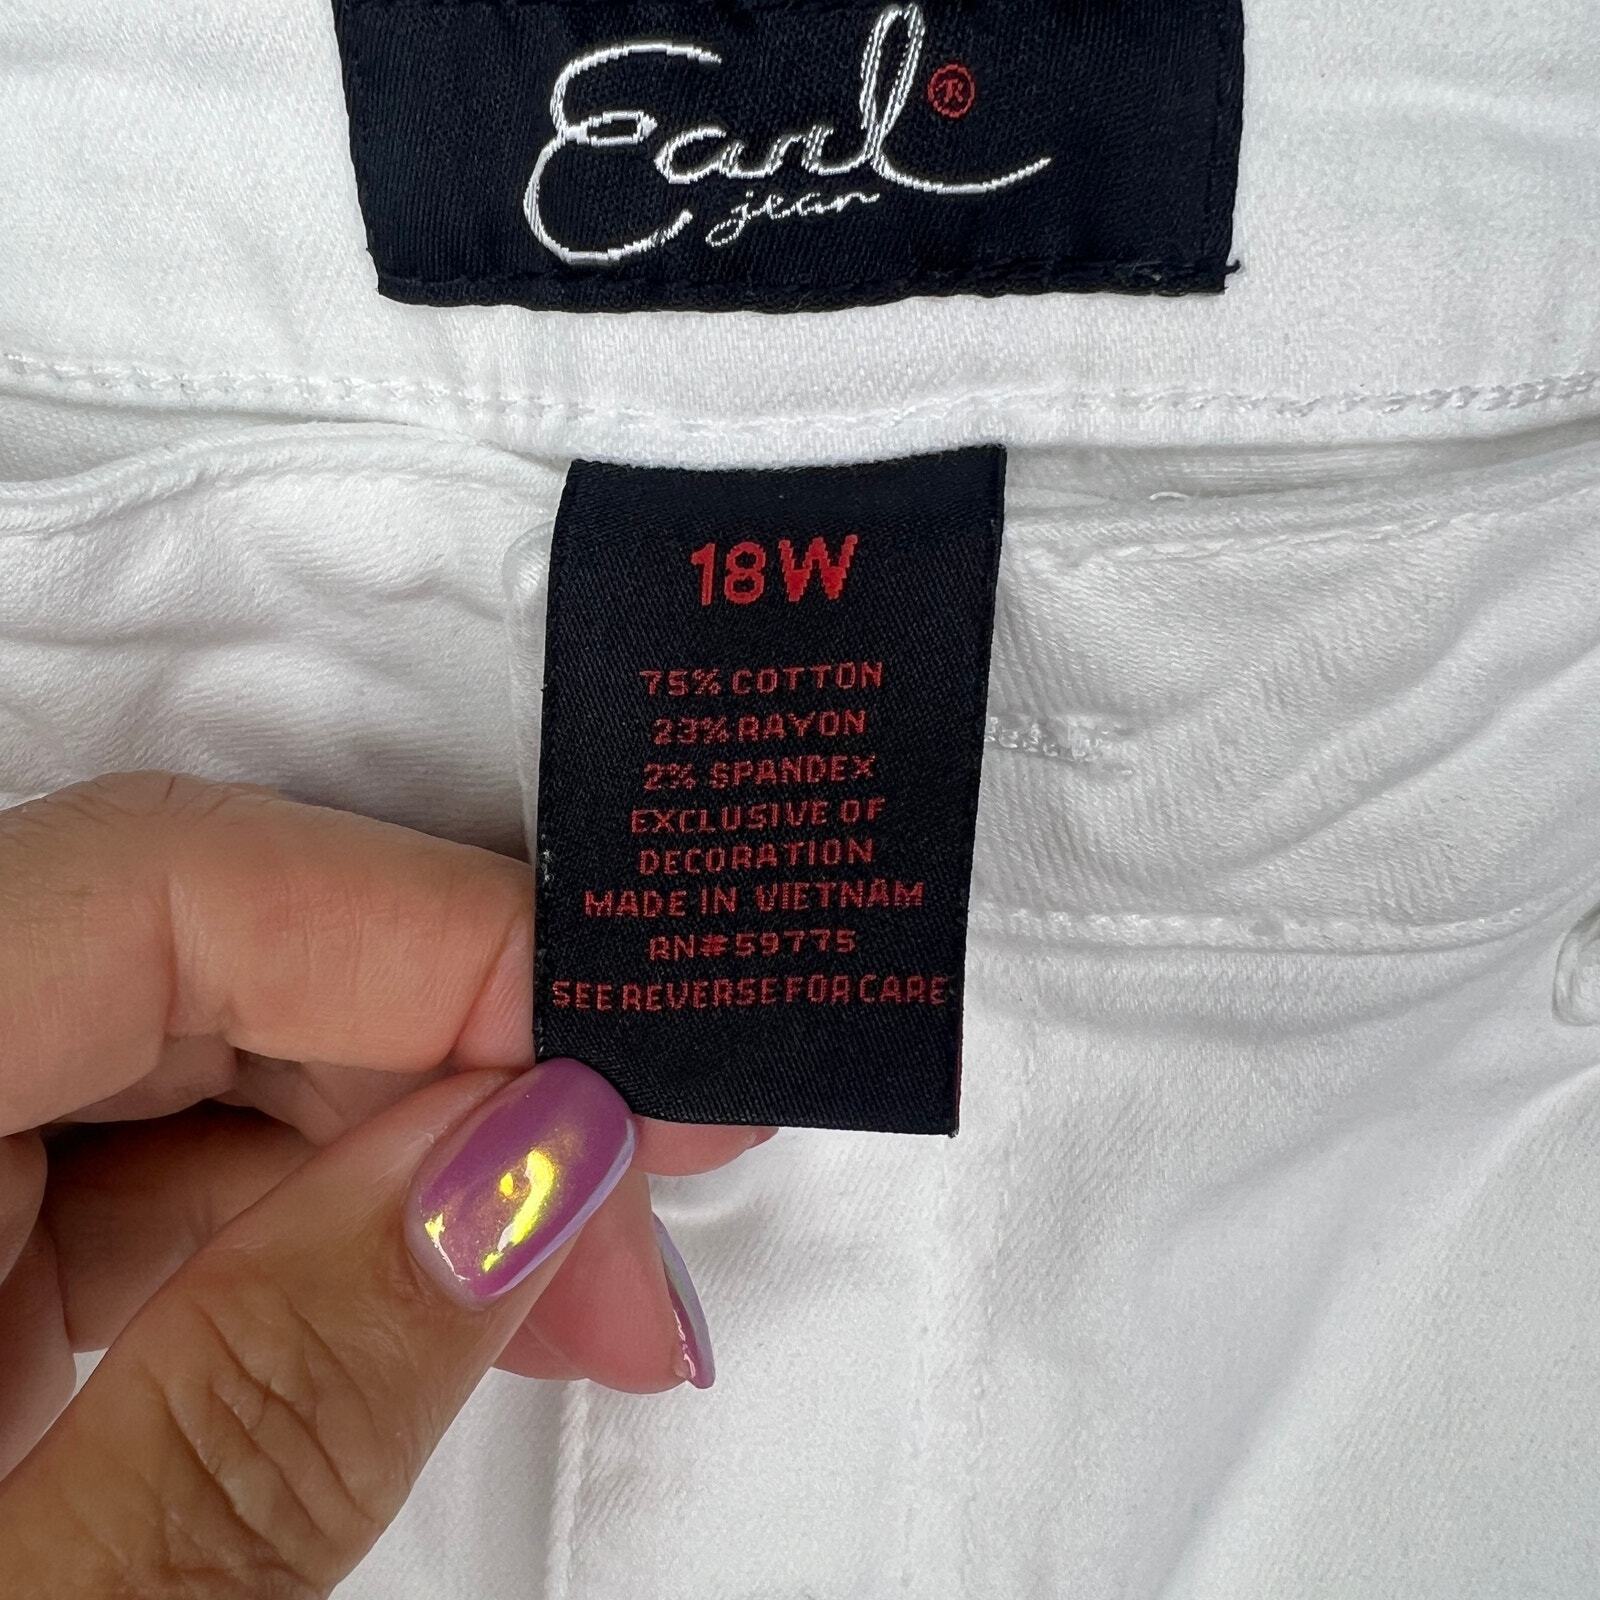 Earl®
jean
18W
75% COTTON
23% RAYON
2% SPANDEX
EXCLUSIVE OF
DECORATION
MADE IN VIETNAM
RN#59775
SEE REVERSE FOR CARE